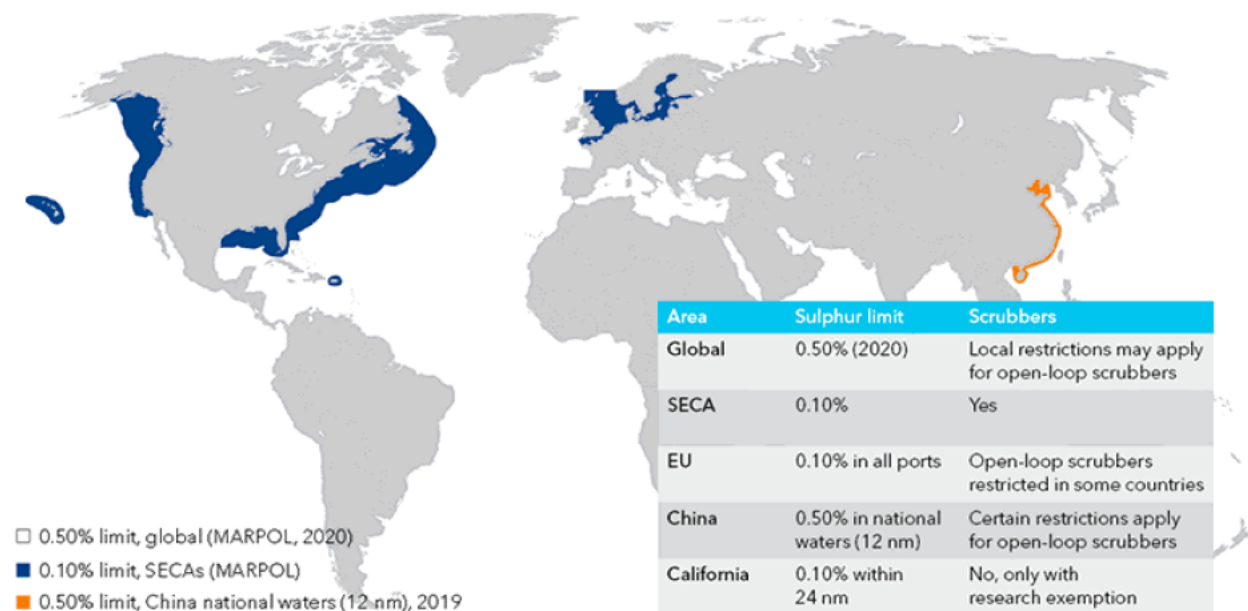 Area Sulphur limit Scrubbers
Global 0.50% (2020) Local restrictions may apply
for open-loop scrubbers
SECA 0.10% Yes
EU 0.10% in all ports Open-loop scrubbers
restricted in some countries
China 0.50% in national Certain restrictions apply
waters (12 nm) for open-loop scrubbers
California 0.10% within No, only with
24 nm research exemption
0.50% limit, global (MARPOL, 2020)
0.10% limit, SECAs (MARPOL)
0.50% limit, China national waters (12 nm), 2019